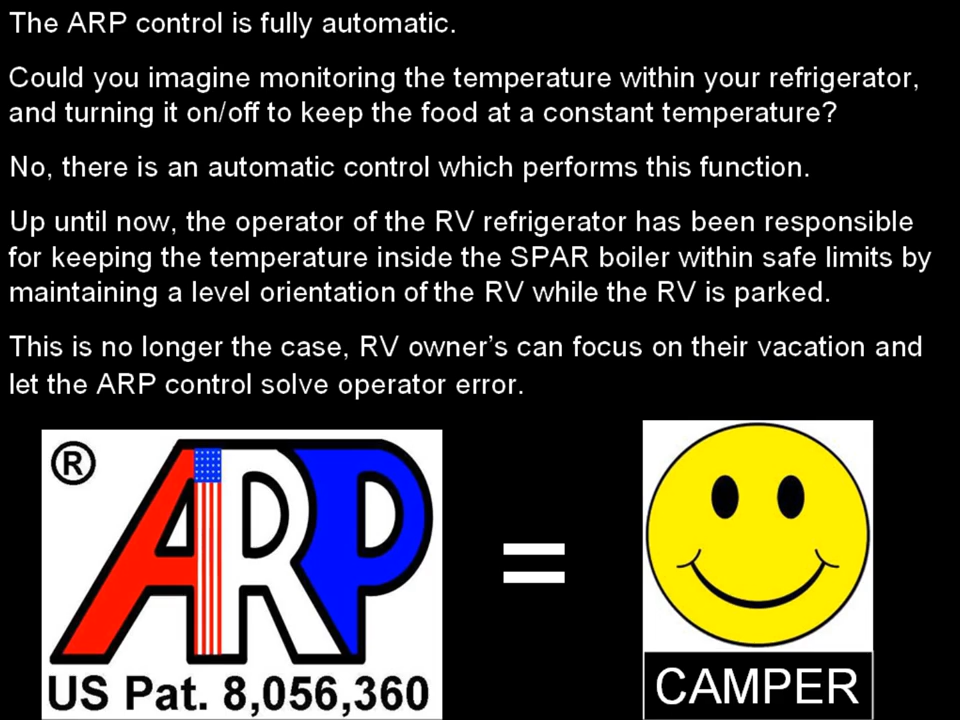 The ARP control is fully automatic.
Could you imagine monitoring the temperature within your refrigerator,
and turning it on/off to keep the food at a constant temperature?
No, there is an automatic control which performs this function.
Up until now, the operator of the RV refrigerator has been responsible
for keeping the temperature inside the SPAR boiler within safe limits by
maintaining a level orientation of the RV while the RV is parked.
This is no longer the case, RV owner's can focus on their vacation and
let the ARP control solve operator error.
® ARP
=
US Pat. 8,056,360
CAMPER